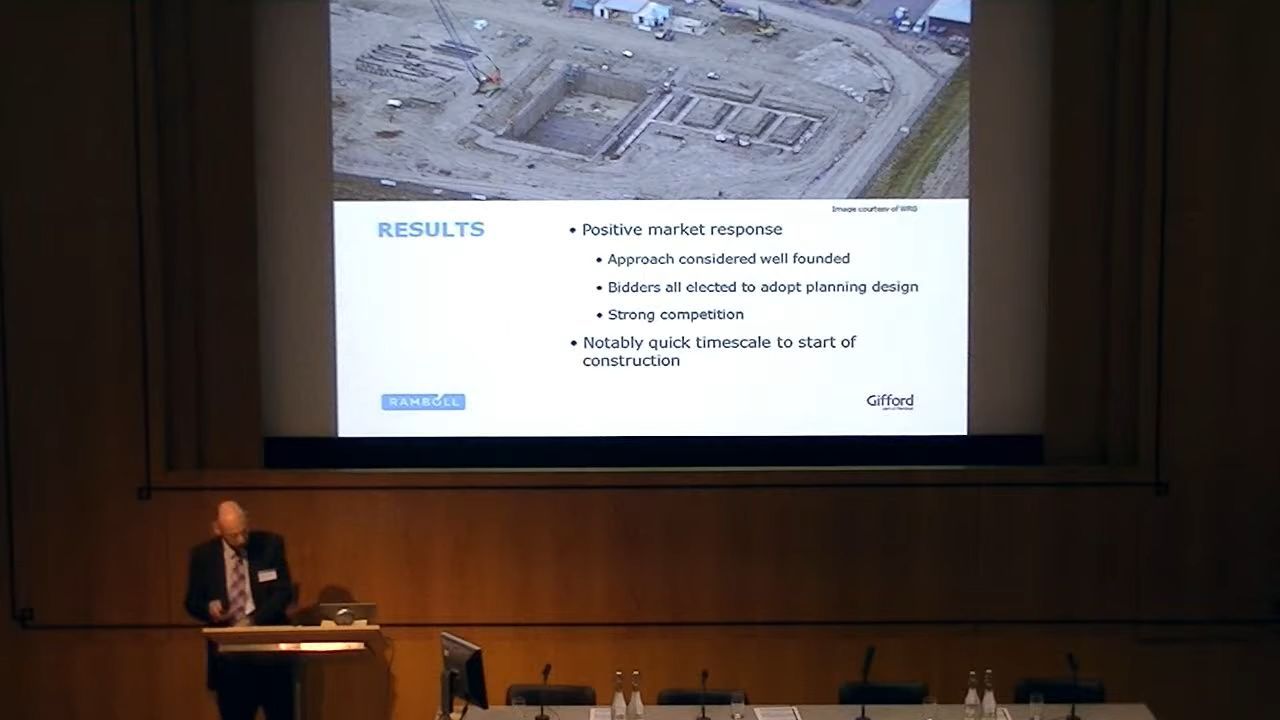 Image courtesy of WRG
RESULTS
• Positive market response
• Approach considered well founded
• Bidders all elected to adopt planning design
• Strong competition
• Notably quick timescale to start of
construction
RAMBOLL
Gifford